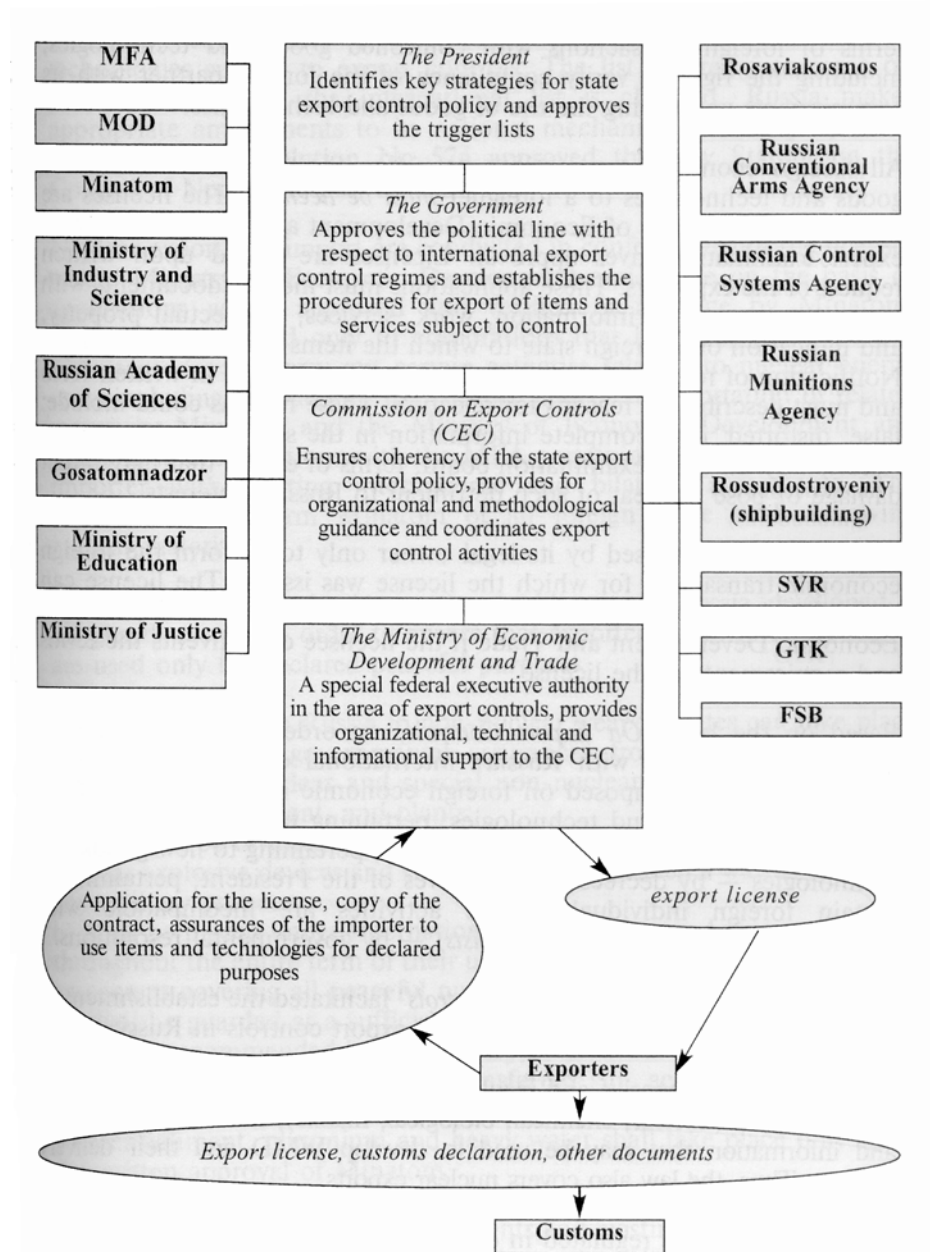 MFA
MOD
Minatom
Ministry of
Industry and
Science
Russian Academy
of Sciences
Gosatomnadzor
Ministry of
Education
Ministry of Justice
The President
Identifies key strategies for state
export control policy and approves
the trigger lists
The Government
Approves the political line with
respect to international export
control regimes and establishes the
procedures for export of items and
services subject to control
Commission on Export Controls
(CEC)
Ensures coherency of the state export
control policy, provides for
organizational and methodological
guidance and coordinates export
control activities
The Ministry of Economic
Development and Trade
A special federal executive authority
in the area of export controls, provides
organizational, technical and
informational support to the CEC
Rosaviakosmos
Russian
Conventional
Arms Agency
Russian Control
Systems Agency
Russian
Munitions
Agency
Rossudostroyeniy
(shipbuilding)
SVR
GTK
FSB
Application for the license, copy of the
contract, assurances of the importer to
use items and technologies for declared
purposes
export license
Exporters
Export license, customs declaration, other documents
Customs